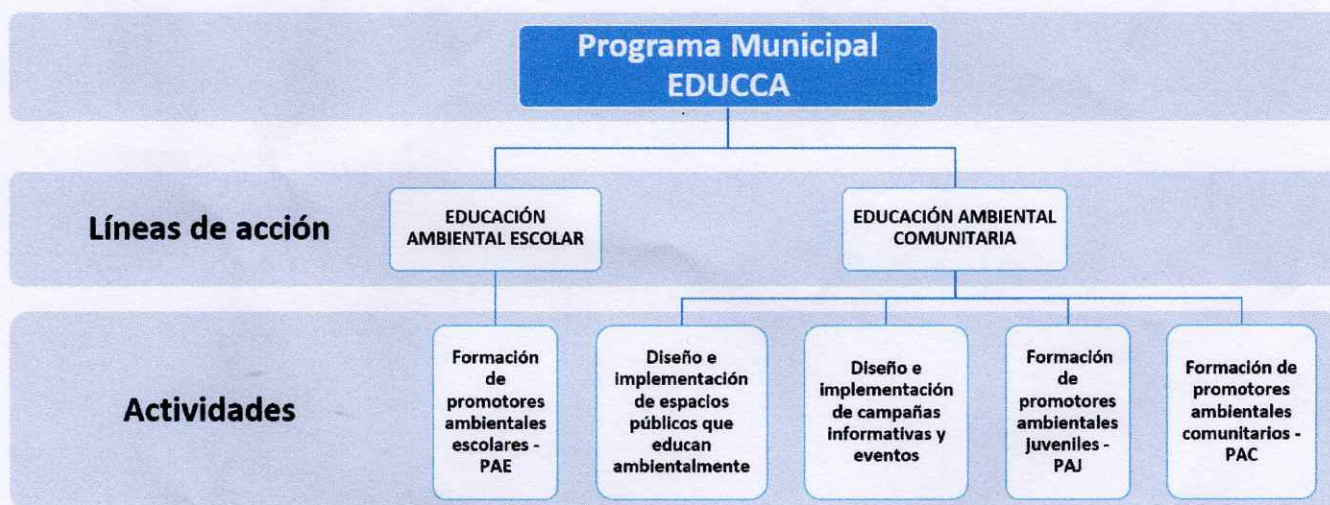 Programa Municipal
EDUCCA
Líneas de acción
EDUCACIÓN
AMBIENTAL ESCOLAR
EDUCACIÓN AMBIENTAL
COMUNITARIA
Actividades
Formación
de
promotores
ambientales
escolares -
PAE
Diseño e
implementación
de espacios
públicos que
educan
ambientalmente
Diseño e
implementación
de campañas
informativas y
eventos
Formación
de
promotores
ambientales
juveniles -
PAJ
Formación de
promotores
ambientales
comunitarios -
PAC